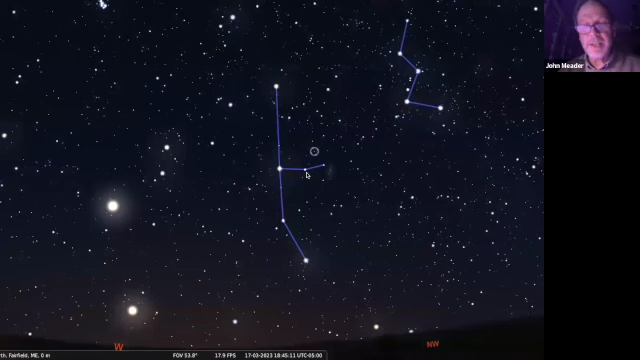 John Meader
W
NW
th, Fairfield, ME, 0 m FOV 53.8° 17.9 FPS 17-03-2023 18:45:11 UTC-05:00